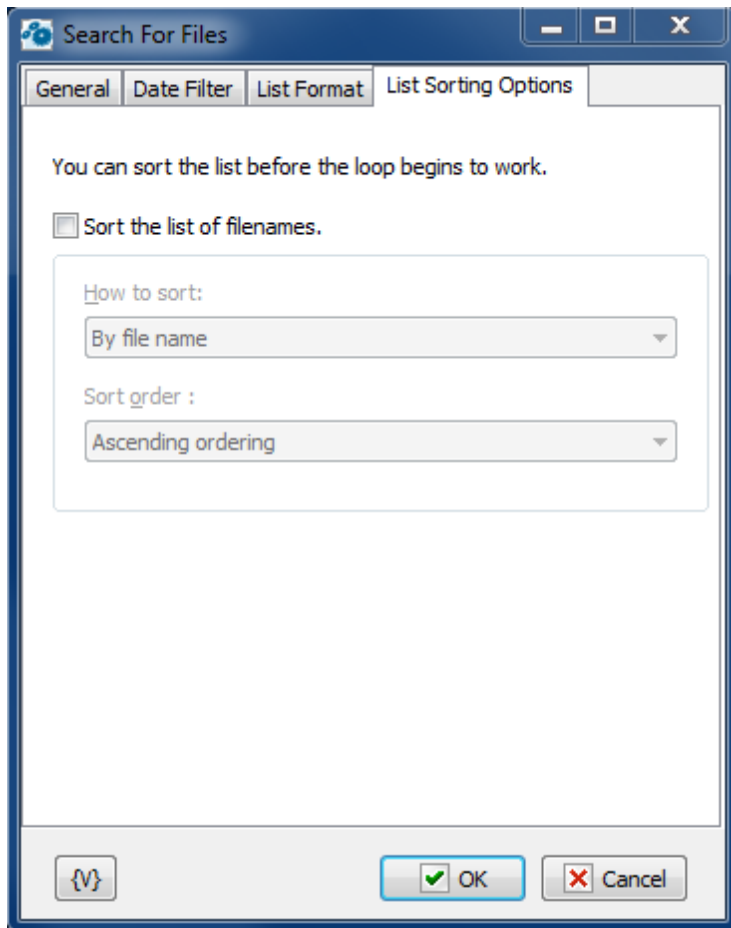 Search For Files
General Date Filter List Format List Sorting Options
You can sort the list before the loop begins to work.
Sort the list of filenames.
How to sort:
By file name
Sort order :
Ascending ordering
{V} OK Cancel